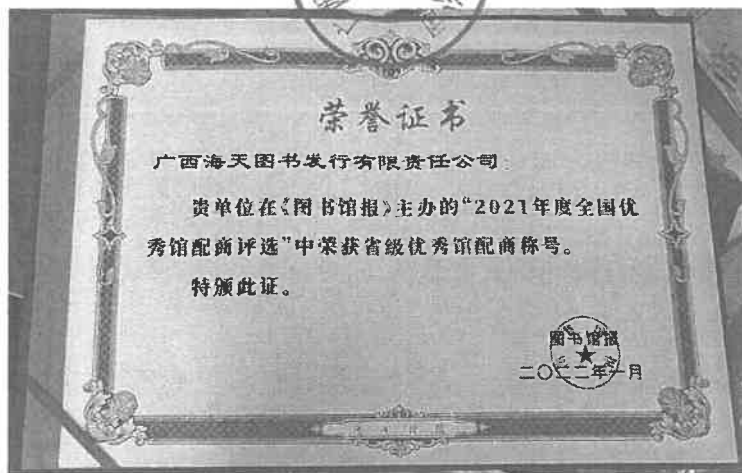 荣誉证书
广西海天图书发行有限责任公司:
贵单位在《图书馆报》主办的“2021年度全国优
秀馆配商评选”中荣获省级优秀馆配商称号。
特颁此证。
图书馆报
二〇二二年一月